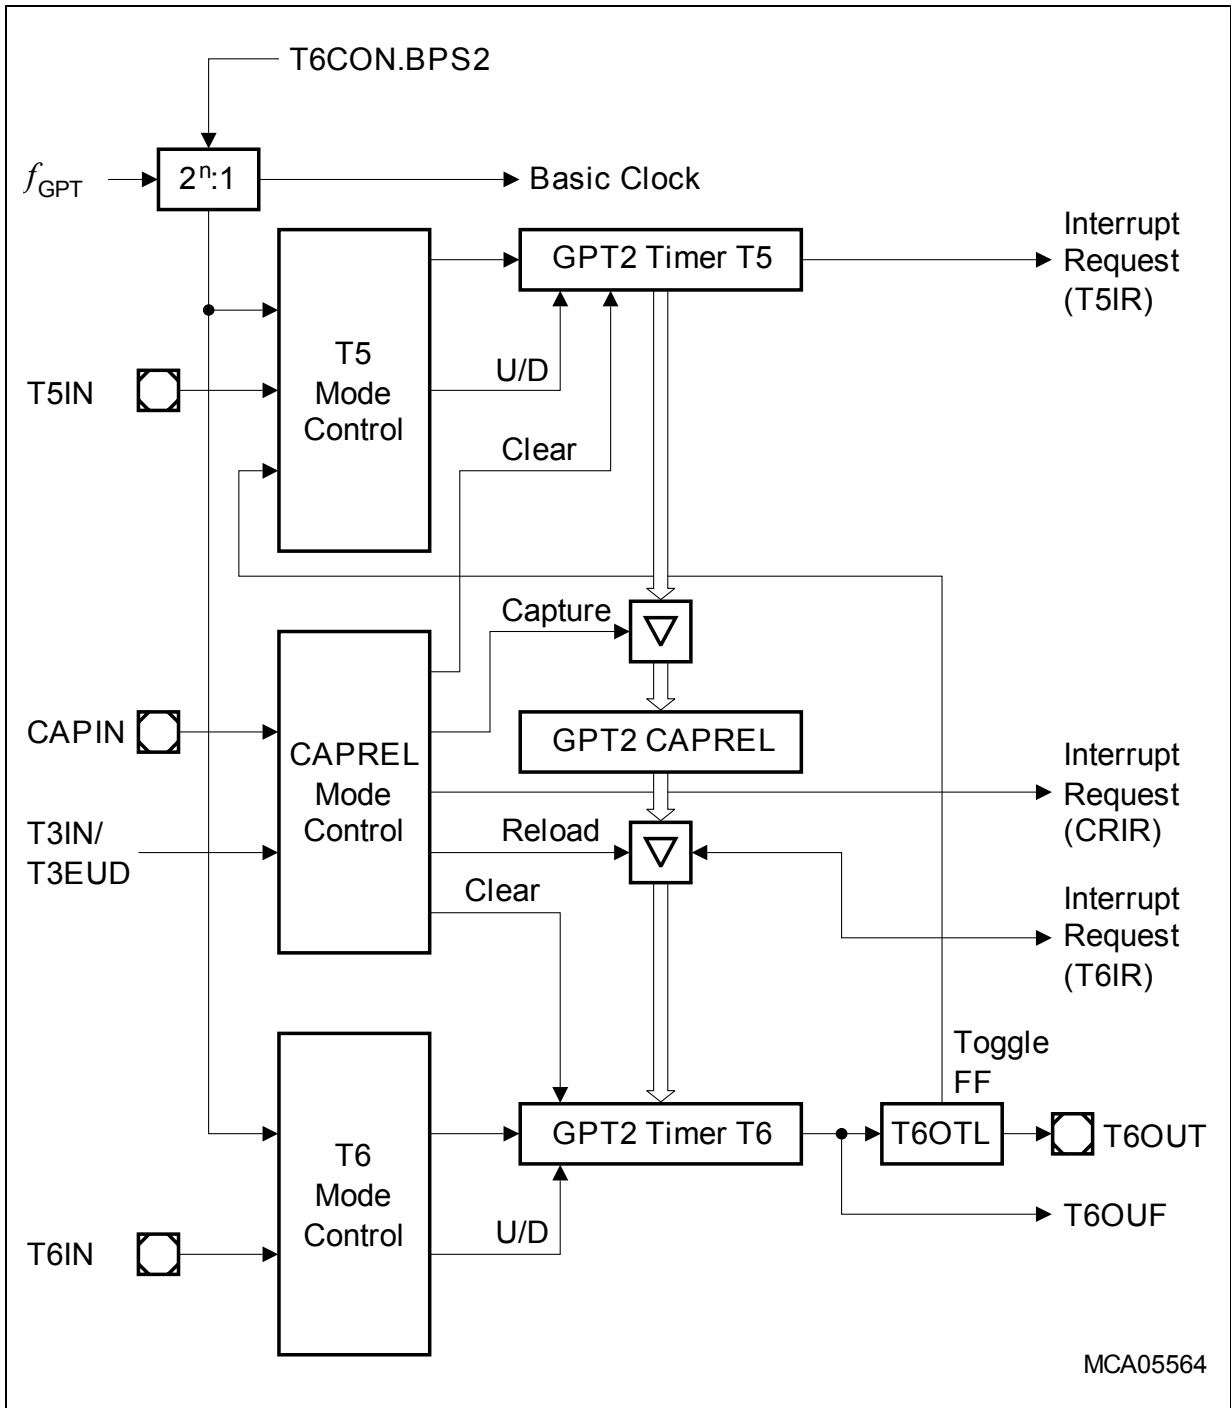 T6CON.BPS2
fGPT
2ⁿ:1
Basic Clock
Interrupt
Request
(T5IR)
GPT2 Timer T5
T5
Mode
Control
U/D
T5IN
Clear
Capture
CAPIN
CAPREL
Mode
Control
GPT2 CAPREL
Interrupt
Request
(CRIR)
T3IN/
T3EUD
Reload
Clear
Interrupt
Request
(T6IR)
Toggle
FF
T6
Mode
Control
GPT2 Timer T6
T6OTL
T6OUT
U/D
T6OUF
T6IN
MCA05564